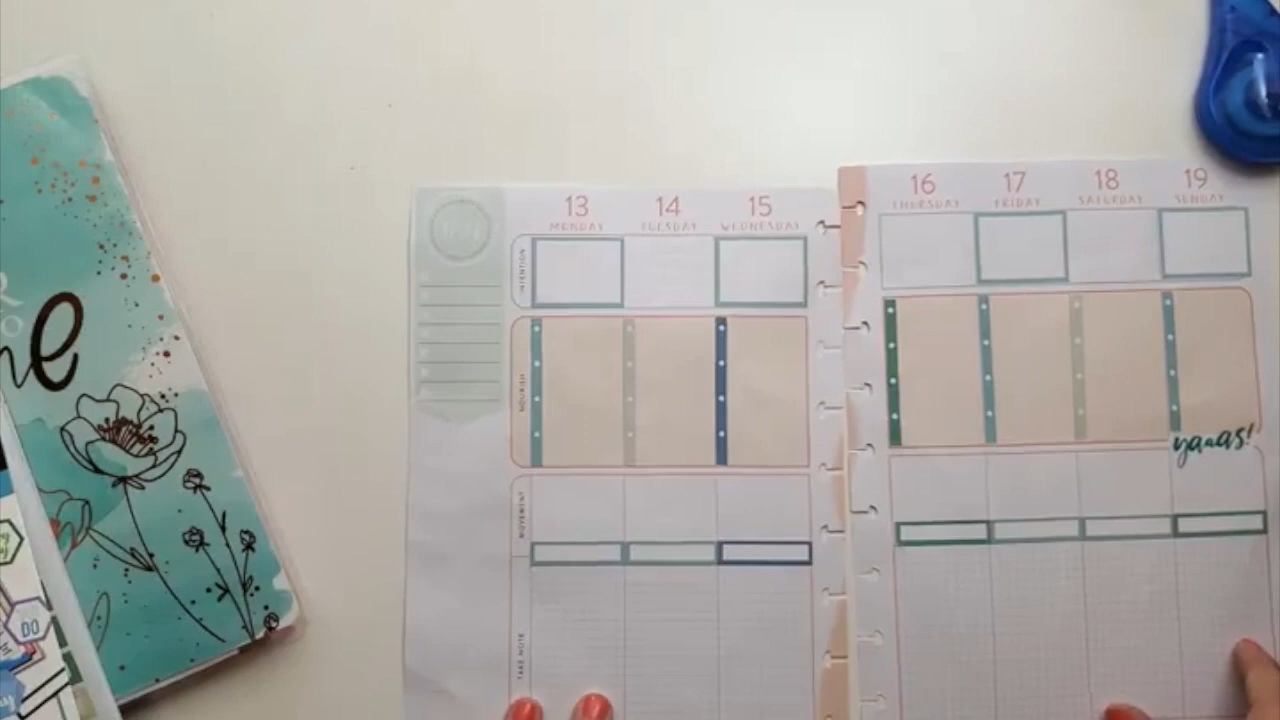 13 14 15
MONDAY TUESDAY WEDNESDAY
INTENTION
NOURISH
MOVEMENT
TAKE NOTE
16 17 18 19
THURSDAY FRIDAY SATURDAY SUNDAY
yaaas!
DO